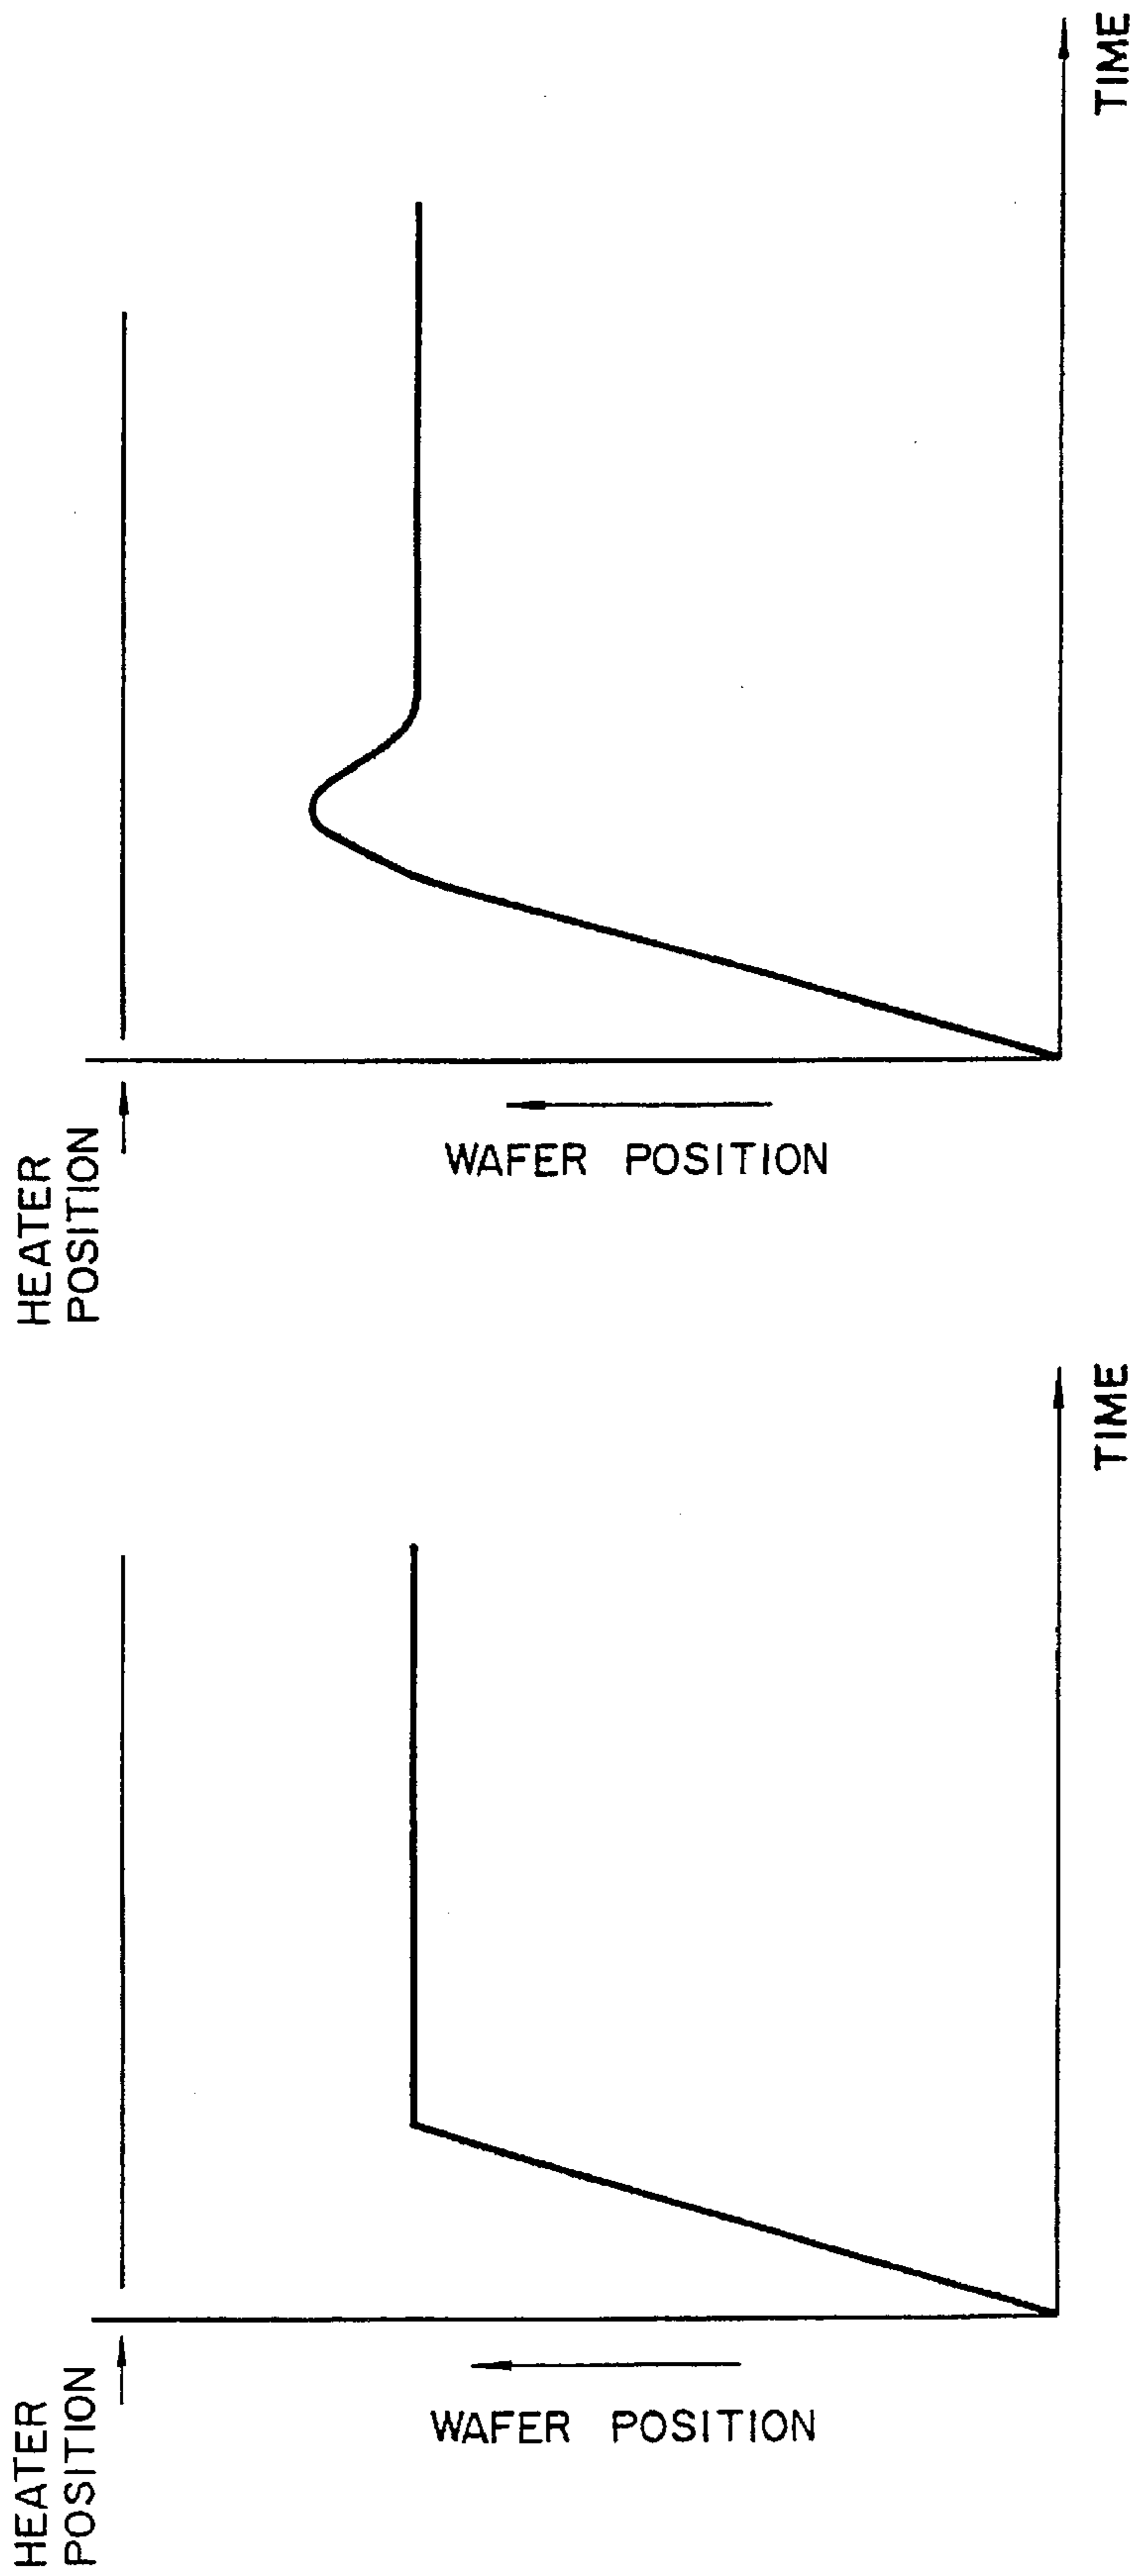 HEATER
POSITION
WAFER POSITION
TIME
HEATER
POSITION
WAFER POSITION
TIME